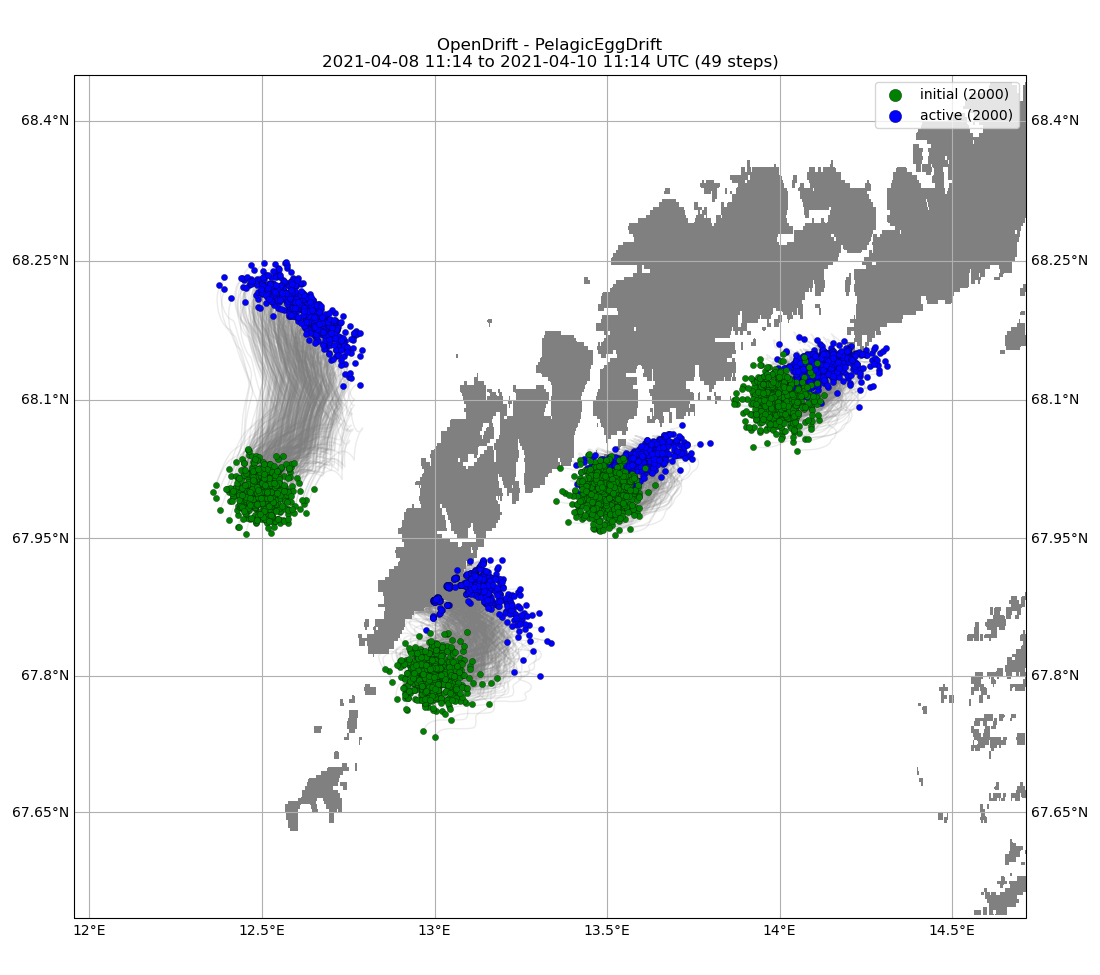 OpenDrift - PelagicEggDrift
2021-04-08 11:14 to 2021-04-10 11:14 UTC (49 steps)
initial (2000)
active (2000)
68.4°N
68.4°N
68.25°N
68.25°N
68.1°N
68.1°N
67.95°N
67.95°N
67.8°N
67.8°N
67.65°N
67.65°N
12°E
12.5°E
13°E
13.5°E
14°E
14.5°E